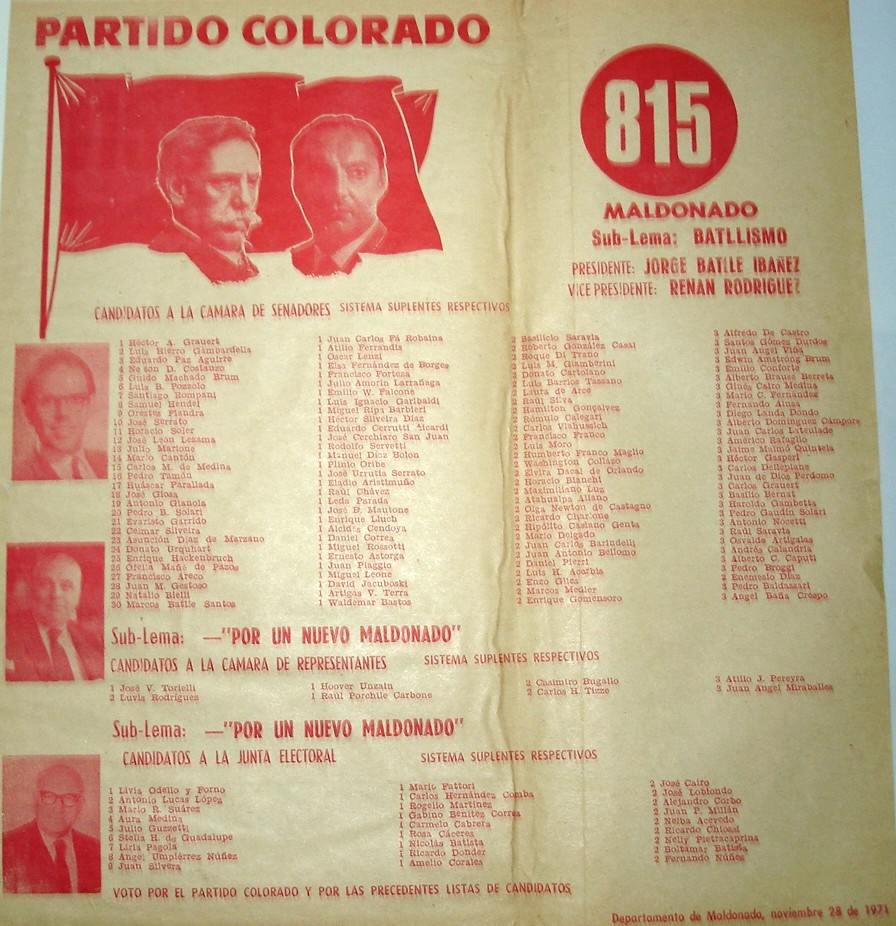 PARTIDO COLORADO
815
MALDONADO
Sub-Lema: BATLLISMO
PRESIDENTE: JORGE BATLLE IBAÑEZ
VICE PRESIDENTE: RENAN RODRIGUEZ
CANDIDATOS A LA CAMARA DE SENADORES SISTEMA SUPLENTES RESPECTIVOS
1 Héctor A. Grauert
2 Luis Hierro Gambardella
3 Eduardo Paz Aguirre
4 Nelson D. Costanzo
5 Guido Machado Brum
6 Luis B. Pozzolo
7 Santiago Rompani
8 Samuel Hendel
9 Orestes Fiandra
10 José Serrato
11 Horacio Soler
12 José León Lezama
13 Julio Marione
14 Mario Cantón
15 Carlos M. de Medina
16 Pedro Tamón
17 Huáscar Parallada
18 José Glosa
19 Antonio Gianola
20 Pedro B. Solari
21 Evaristo Garrido
22 Celmar Silveira
23 Asunción Díaz de Marzano
24 Donato Urquhart
25 Enrique Hackenbruch
26 Ofelia Mañé de Pazos
27 Francisco Areco
28 Juan M. Gestoso
29 Natalio Bielli
30 Marcos Batlle Santos
1 Juan Carlos Fá Robaina
1 Atilio Ferrandis
1 Oscar Lenzi
1 Elsa Fernández de Borges
1 Francisco Forteza
1 Julio Amorín Larrañaga
1 Emilio W. Falcone
1 Luis Ignacio Garibaldi
1 Miguel Ripa Barbieri
1 Héctor Silveira Díaz
1 Eduardo Cerrutti Aicardi
1 José Cerchiaro San Juan
1 Rodolfo Servetti
1 Manuel Díoz Bolón
1 Plinio Oribe
1 José Urrutia Serrato
1 Eladio Aristimuño
1 Raúl Chávez
1 Leda Parada
1 José D. Mautone
1 Enrique Lluch
1 Alcides Cendoya
1 Daniel Correa
1 Miguel Rossotti
1 Ernesto Astorga
1 Juan Piaggio
1 Miguel Leone
1 David Jacuboski
1 Artigas V. Terra
1 Waldemar Bastos
2 Basilicio Saravia
2 Roberto González Casal
2 Roque Di Trano
2 Luis M. Giamberini
2 Donato Cartolano
2 Luis Barrios Tassano
2 Laura de Arce
2 Raúl Silva
2 Hamilton Gonçalvez
2 Rómulo Calegari
2 Carlos Viahussich
2 Francisco Franco
2 Luis Moro
2 Humberto Franco Maglio
2 Washington Collazo
2 Elvira Dacal de Orlando
2 Horacio Bianchi
2 Maximiliano Luz
2 Atahualpa Alano
2 Olga Newton de Castagno
2 Ricardo Charlone
2 Hipólito Casiano Genta
2 Mario Delgado
2 Juan Carlos Barindelli
2 Juan Antonio Bellomo
2 Daniel Pierri
2 Luis H. Acerbis
2 Enzo Gilea
2 Marcos Medler
2 Enrique Gomensoro
3 Alfredo De Castro
3 Santos Gómez Durdos
3 Juan Angel Viña
3 Edwin Amstrong Brum
3 Emilio Conforte
3 Alberto Brause Berreta
3 Gloria Cairo Medina
3 Mario C. Fernández
3 Fernando Alnas
3 Diego Landa Dondo
3 Alberto Domínguez Cámpora
3 Juan Carlos Lavulade
3 Américo Rafaglio
3 Jaime Maimó Quintela
3 Héctor Gasperi
3 Carlos Dellepiane
3 Juan de Dios Perdomo
3 Carlos Grauert
3 Basilio Bernat
3 Haroldo Gambetta
3 Pedro Gaudin Solari
3 Antonio Nocetti
3 Raúl Saravia
3 Osvaldo Artigalas
3 Andrés Calandria
3 Alberto C. Caputi
3 Pedro Broggi
2 Enemesio Díaz
3 Pedro Baldassari
3 Angel Baña Crespo
Sub-Lema: —"POR UN NUEVO MALDONADO"
CANDIDATOS A LA CAMARA DE REPRESENTANTES SISTEMA SUPLENTES RESPECTIVOS
1 José V. Torielli
2 Luvis Rodríguez
1 Hoover Unzain
1 Raúl Porchile Carbone
2 Casimiro Bugallo
2 Carlos H. Tizze
3 Atilio J. Pereyra
3 Juan Angel Miraballes
Sub-Lema: —"POR UN NUEVO MALDONADO"
CANDIDATOS A LA JUNTA ELECTORAL SISTEMA SUPLENTES RESPECTIVOS
1 Livia Odello y Forno
2 Antonio Lucas López
3 Mario R. Suárez
4 Aura Medina
5 Julio Guzzetti
6 Stella H. de Guadalupe
7 Liria Pagola
8 Angel Umpiérrez Núñez
9 Juan Silvera
1 Mario Fattori
1 Carlos Hernández Comba
1 Rogelio Martínez
1 Gabino Benítez Correa
1 Carmelo Cabrera
1 Rosa Cáceres
1 Nicolás Batista
1 Ricardo Donder
1 Amelio Corales
2 José Cairo
2 José Loblondo
2 Alejandro Corbo
2 Juan P. Millán
2 Nelba Acevedo
2 Ricardo Chiossi
2 Nelly Pietracaprina
2 Boltamar Batista
2 Fernando Núñez
VOTO POR EL PARTIDO COLORADO Y POR LAS PRECEDENTES LISTAS DE CANDIDATOS
Departamento de Maldonado, noviembre 28 de 1971